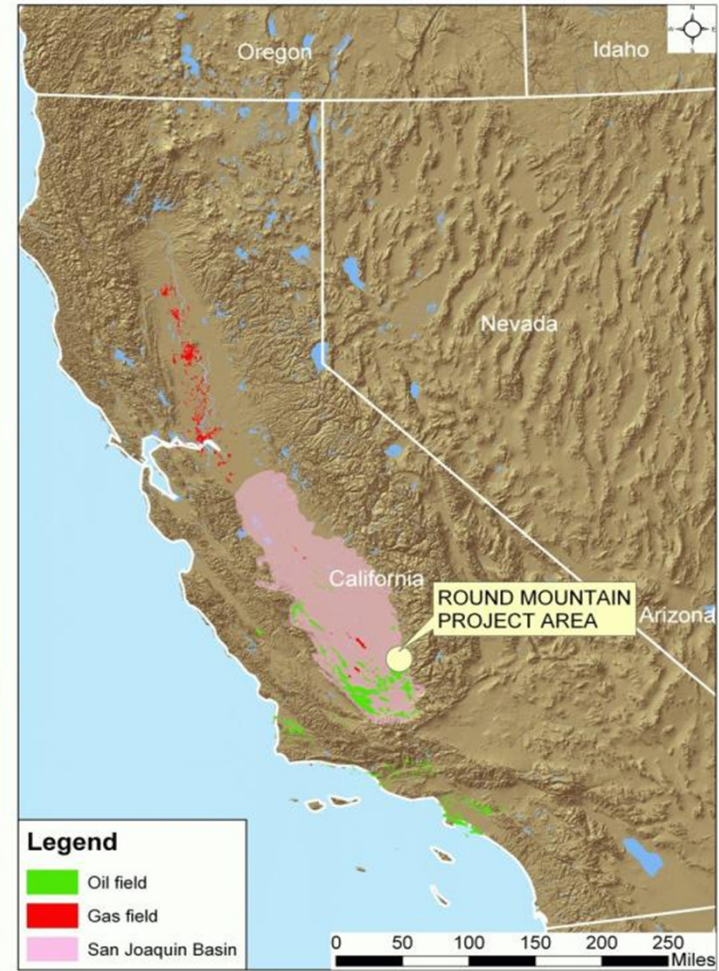 N
W
E
S
Oregon
Idaho
Nevada
California
ROUND MOUNTAIN
PROJECT AREA
Arizona
Legend
Oil field
Gas field
San Joaquin Basin
0 50 100 150 200 250
Miles